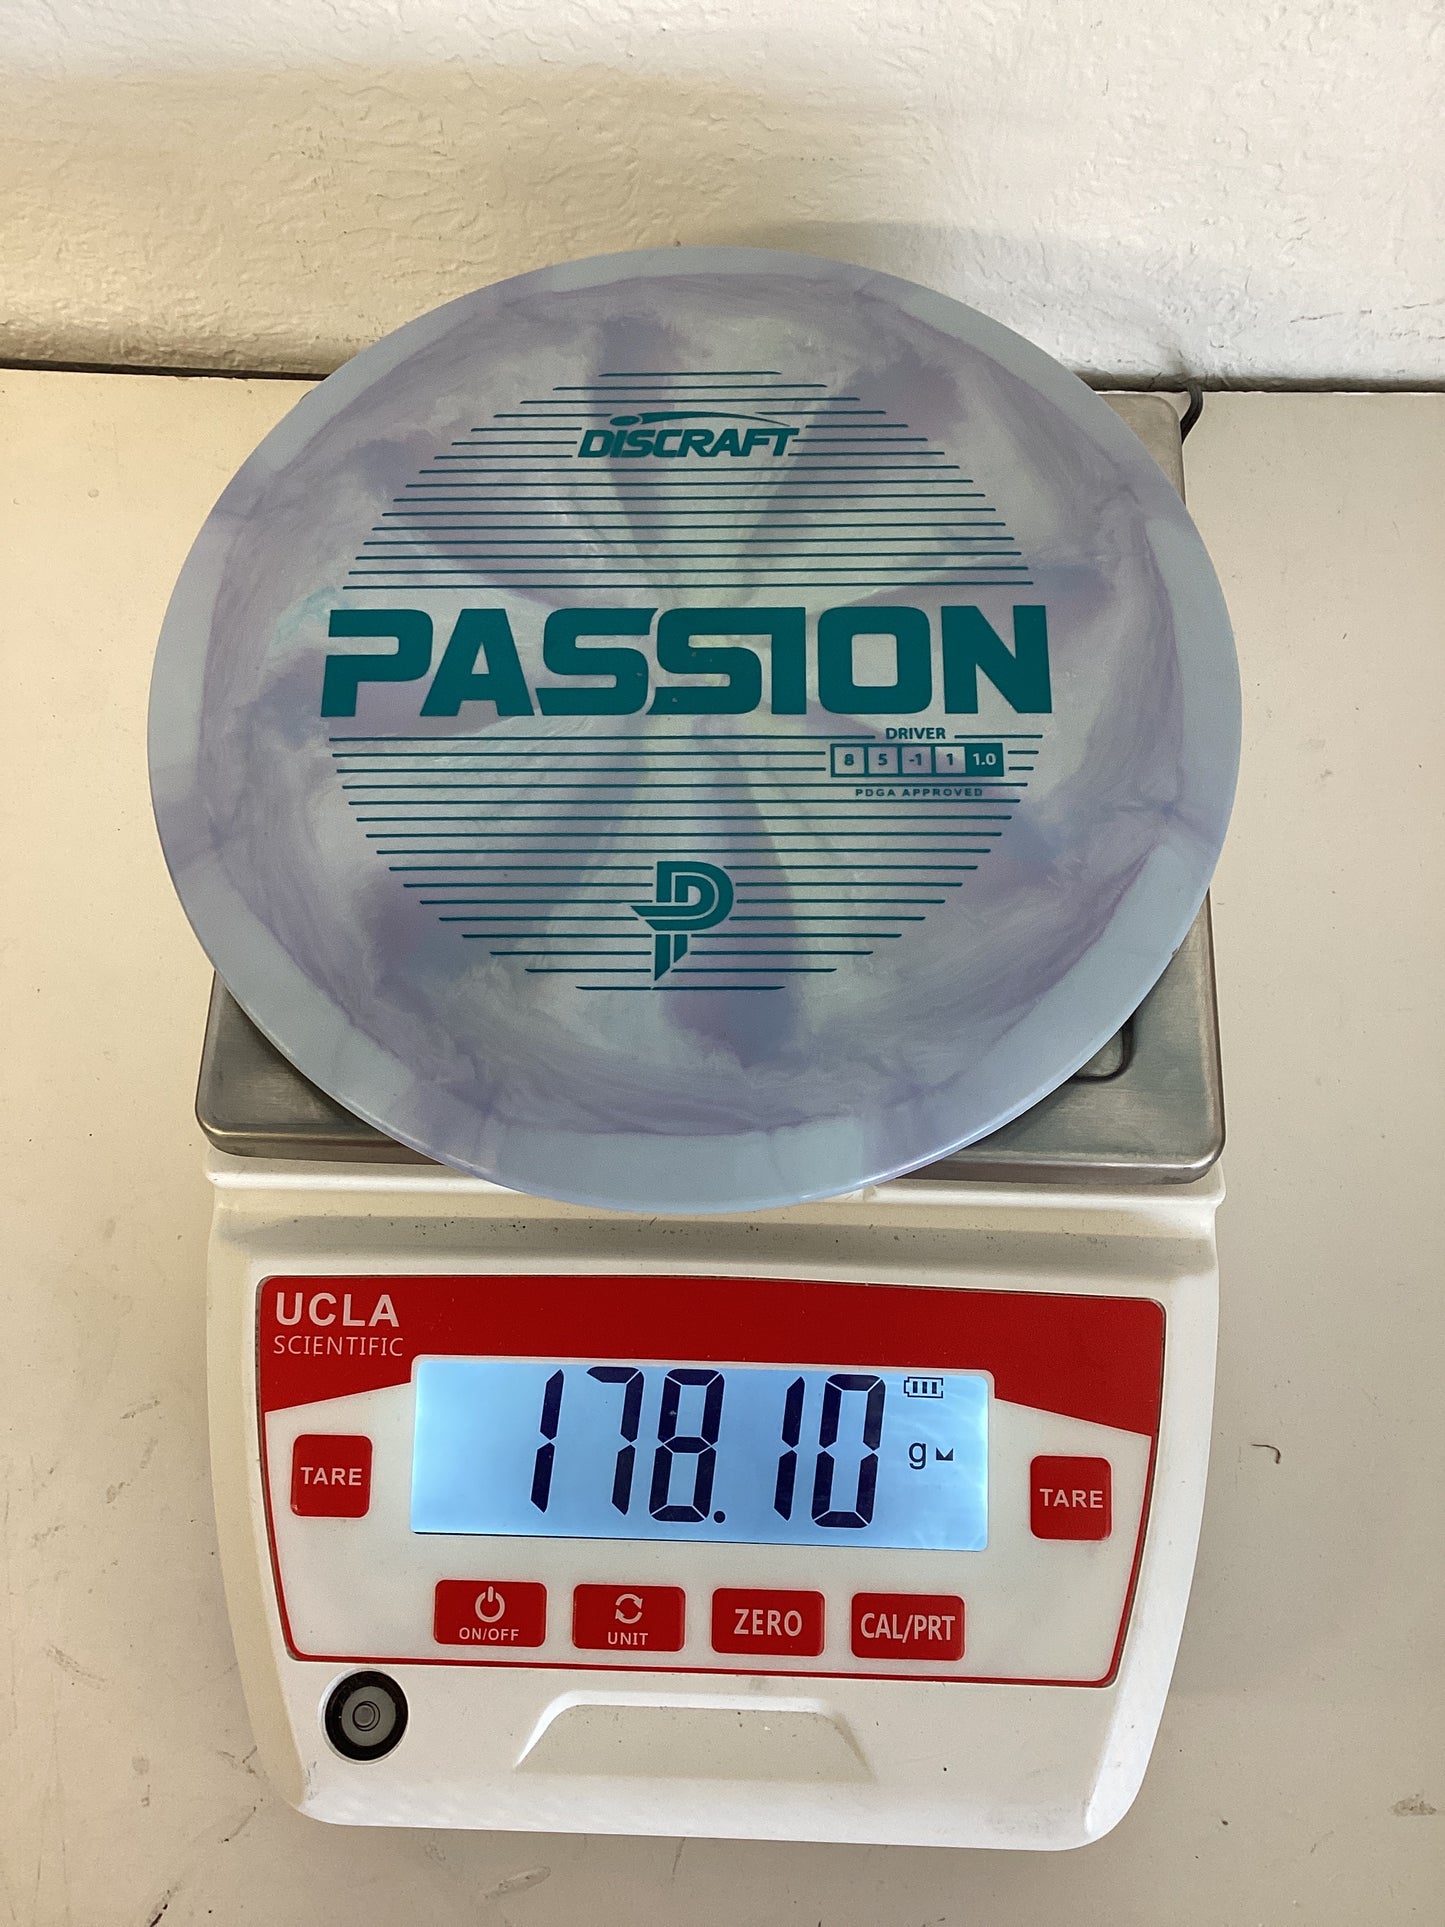 DISCRAFT
PASSION
DRIVER
8 5 -1 1 1.0
PDGA APPROVED
UCLA
SCIENTIFIC
178.10 g
TARE
TARE
ON/OFF
UNIT
ZERO
CAL/PRT